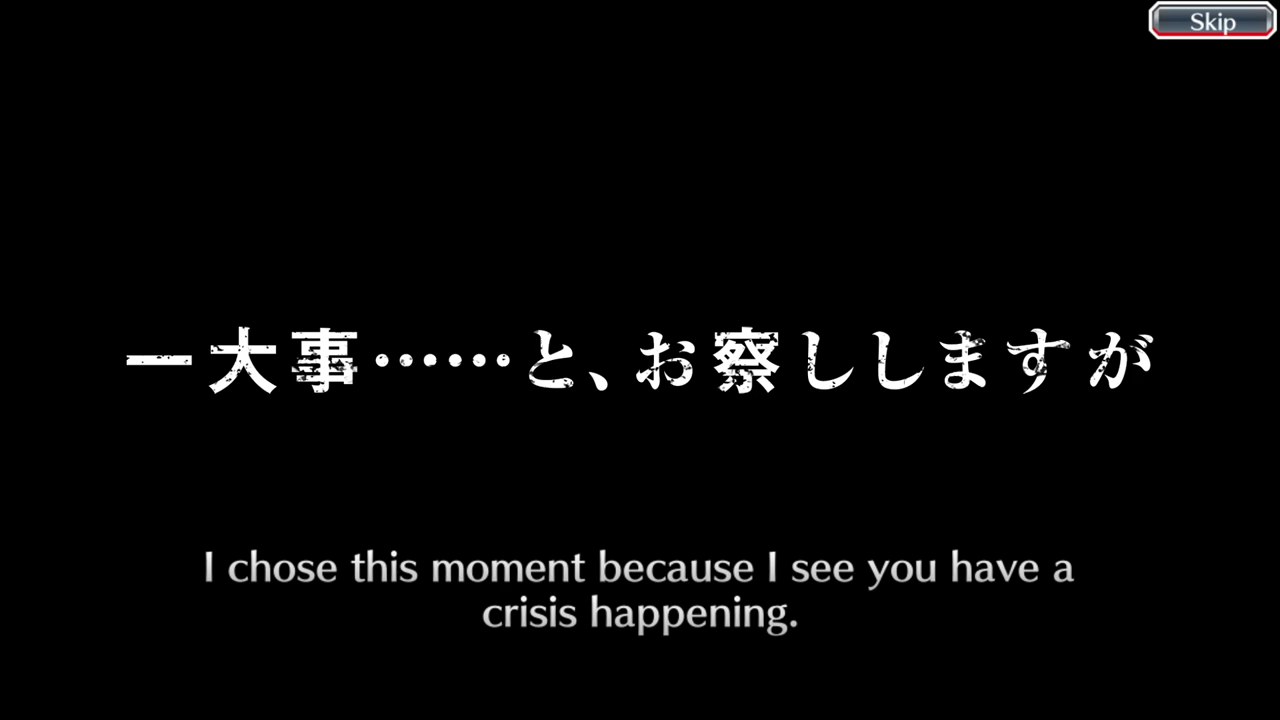 Skip
一大事……と、お察ししますが
I chose this moment because I see you have a
crisis happening.